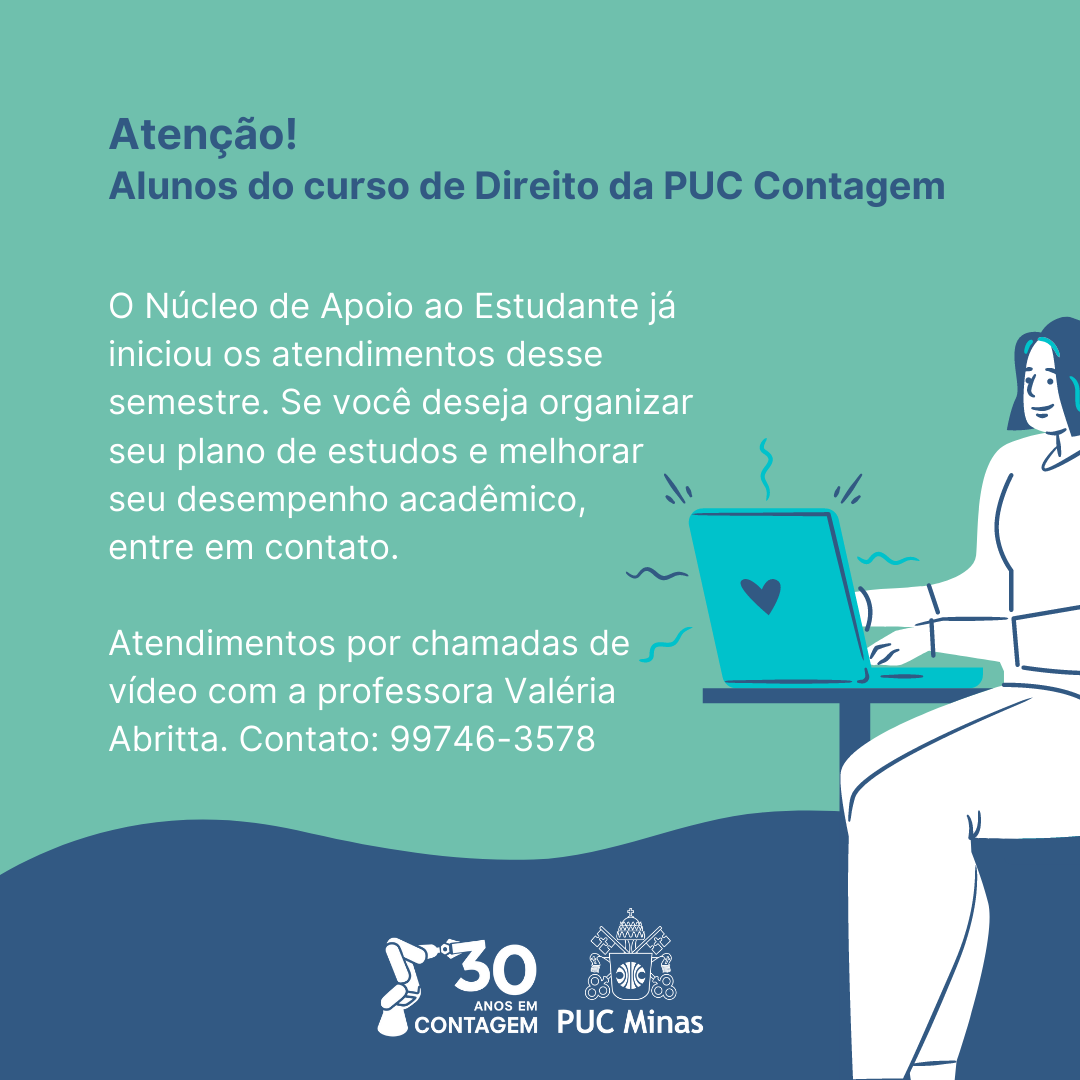 Atenção!
Alunos do curso de Direito da PUC Contagem
O Núcleo de Apoio ao Estudante já
iniciou os atendimentos desse
semestre. Se você deseja organizar
seu plano de estudos e melhorar
seu desempenho acadêmico,
entre em contato.
Atendimentos por chamadas de
vídeo com a professora Valéria
Abritta. Contato: 99746-3578
30
ANOS EM
CONTAGEM
PUC Minas